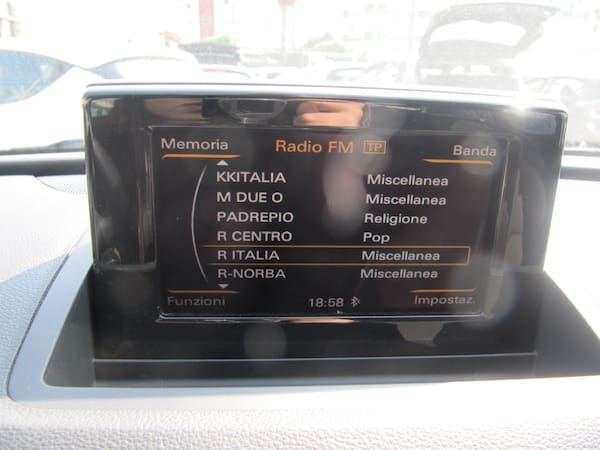 Memoria Radio FM TP Banda
KKITALIA Miscellanea
M DUE O Miscellanea
PADREPIO Religione
R CENTRO Pop
R ITALIA Miscellanea
R-NORBA Miscellanea
Funzioni 18:58 Impostaz.